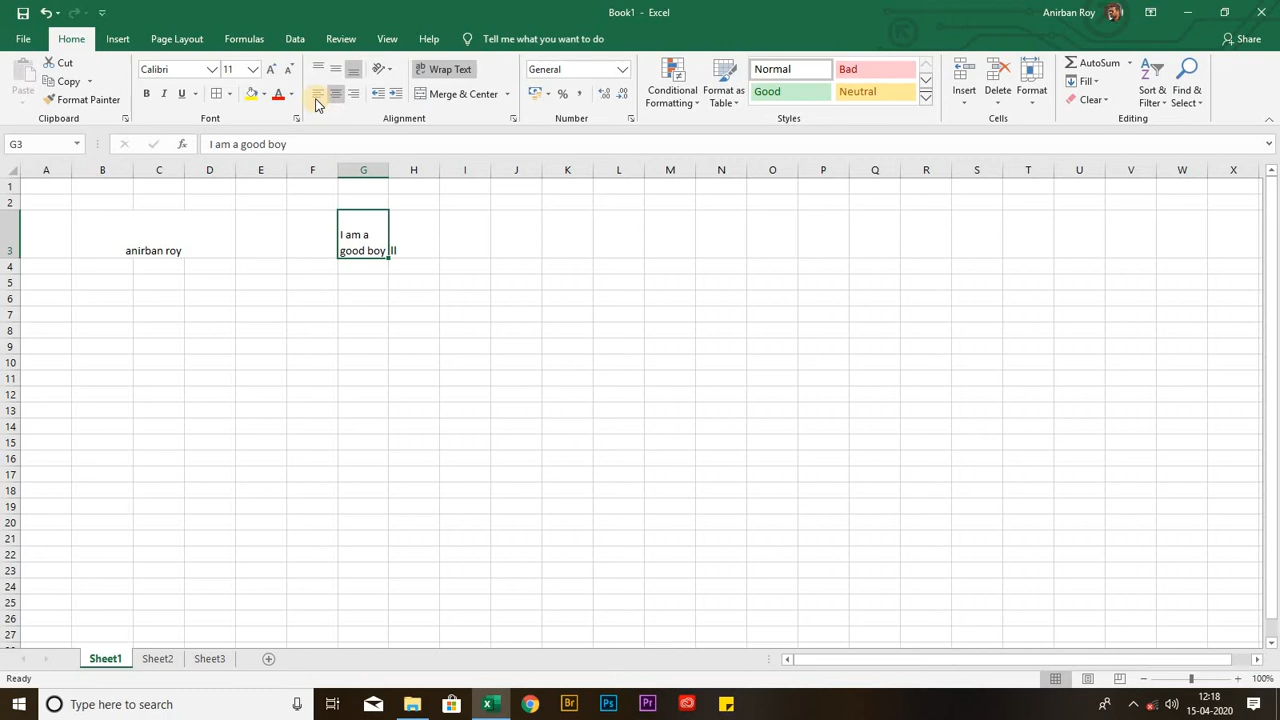 Book1 - Excel
Anirban Roy
File Home Insert Page Layout Formulas Data Review View Help Tell me what you want to do Share
Paste
Cut
Copy
Format Painter
Clipboard
Calibri 11
B I U A
Font
Wrap Text
Merge & Center
Alignment
General
%
Number
Conditional Formatting
Format as Table
Normal Bad
Good Neutral
Styles
Insert Delete Format
Cells
AutoSum
Fill
Clear
Sort & Filter
Find & Select
Editing
G3 fx I am a good boy
A B C D E F G H I J K L M N O P Q R S T U V W X
1
2
3 anirban roy I am a good boy ll
4
5
6
7
8
9
10
11
12
13
14
15
16
17
18
19
20
21
22
23
24
25
26
27
Sheet1 Sheet2 Sheet3
Ready 100%
Type here to search
Br Ps Pr
12:18
15-04-2020